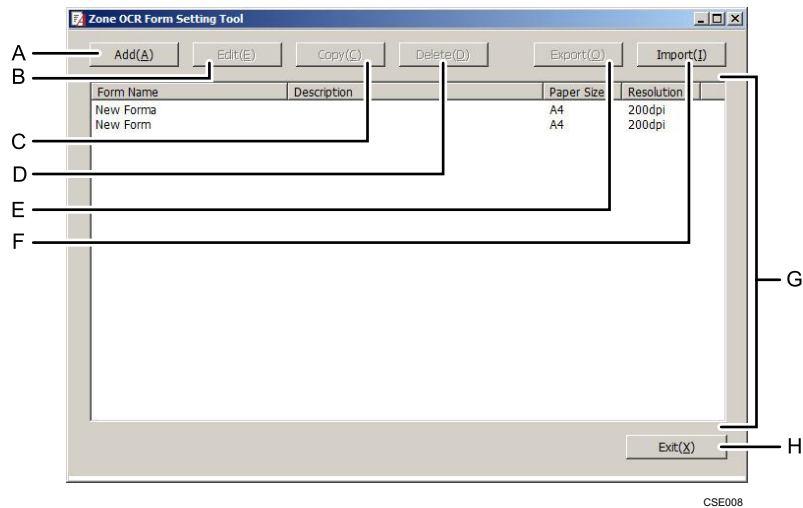 Zone OCR Form Setting Tool
A Add(A) Edit(E) Copy(C) Delete(D) Export(O) Import(I)
B
Form Name Description Paper Size Resolution
New Forma A4 200dpi
New Form A4 200dpi
C
D
E
F
G
Exit(X) H
CSE008